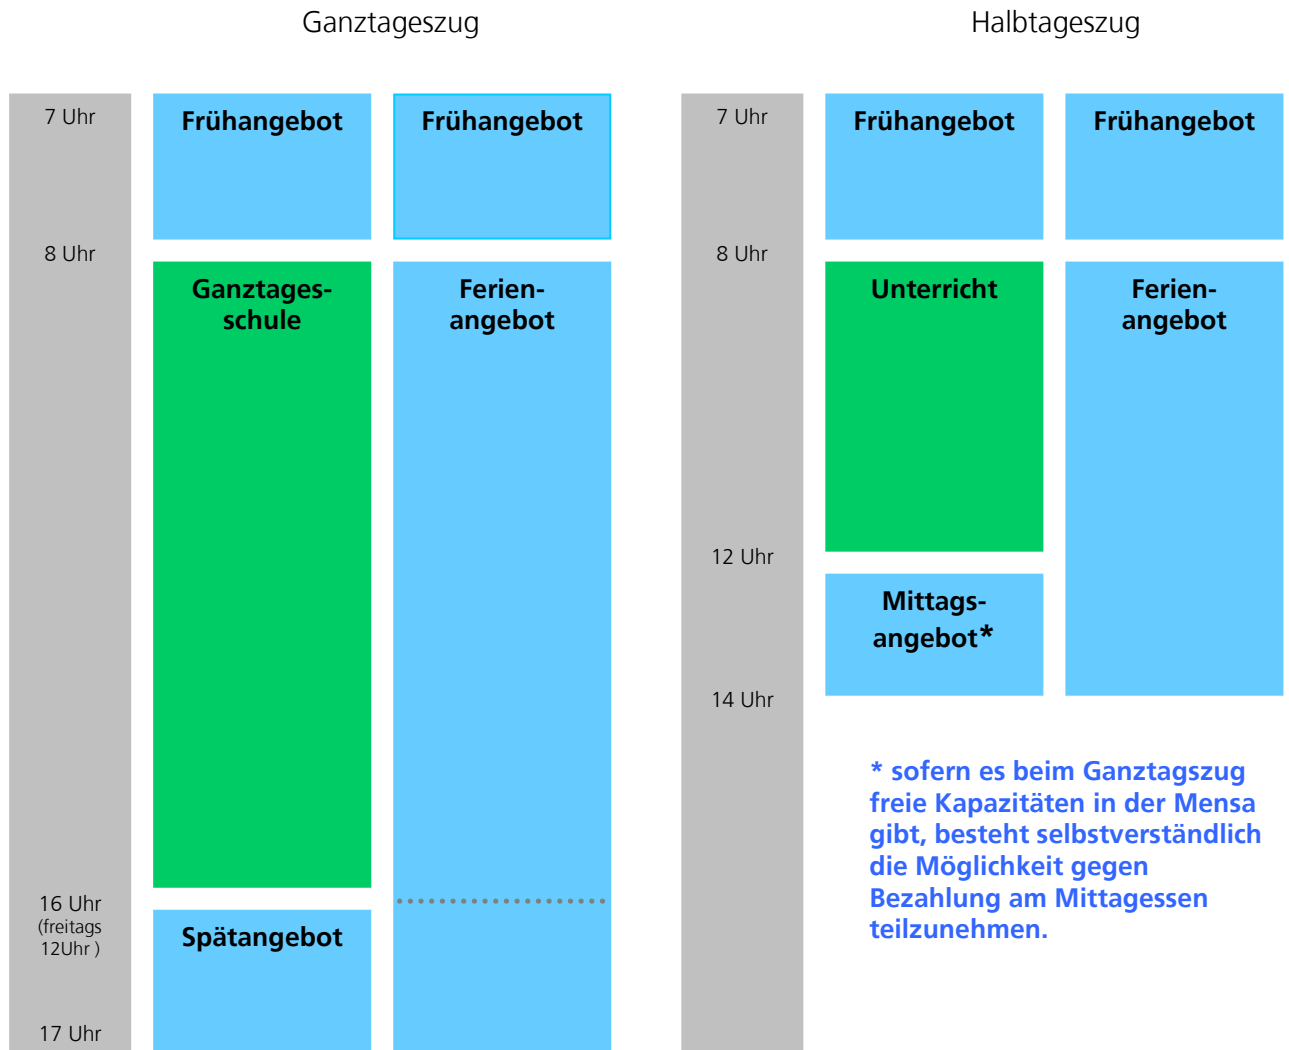 Ganztageszug
Halbtageszug
7 Uhr
Frühangebot
Frühangebot
7 Uhr
Frühangebot
Frühangebot
8 Uhr
8 Uhr
Ganztages-
schule
Ferien-
angebot
Unterricht
Ferien-
angebot
12 Uhr
Mittags-
angebot*
14 Uhr
* sofern es beim Ganztagszug
freie Kapazitäten in der Mensa
gibt, besteht selbstverständlich
die Möglichkeit gegen
Bezahlung am Mittagessen
teilzunehmen.
16 Uhr
(freitags
12Uhr )
Spätangebot
17 Uhr